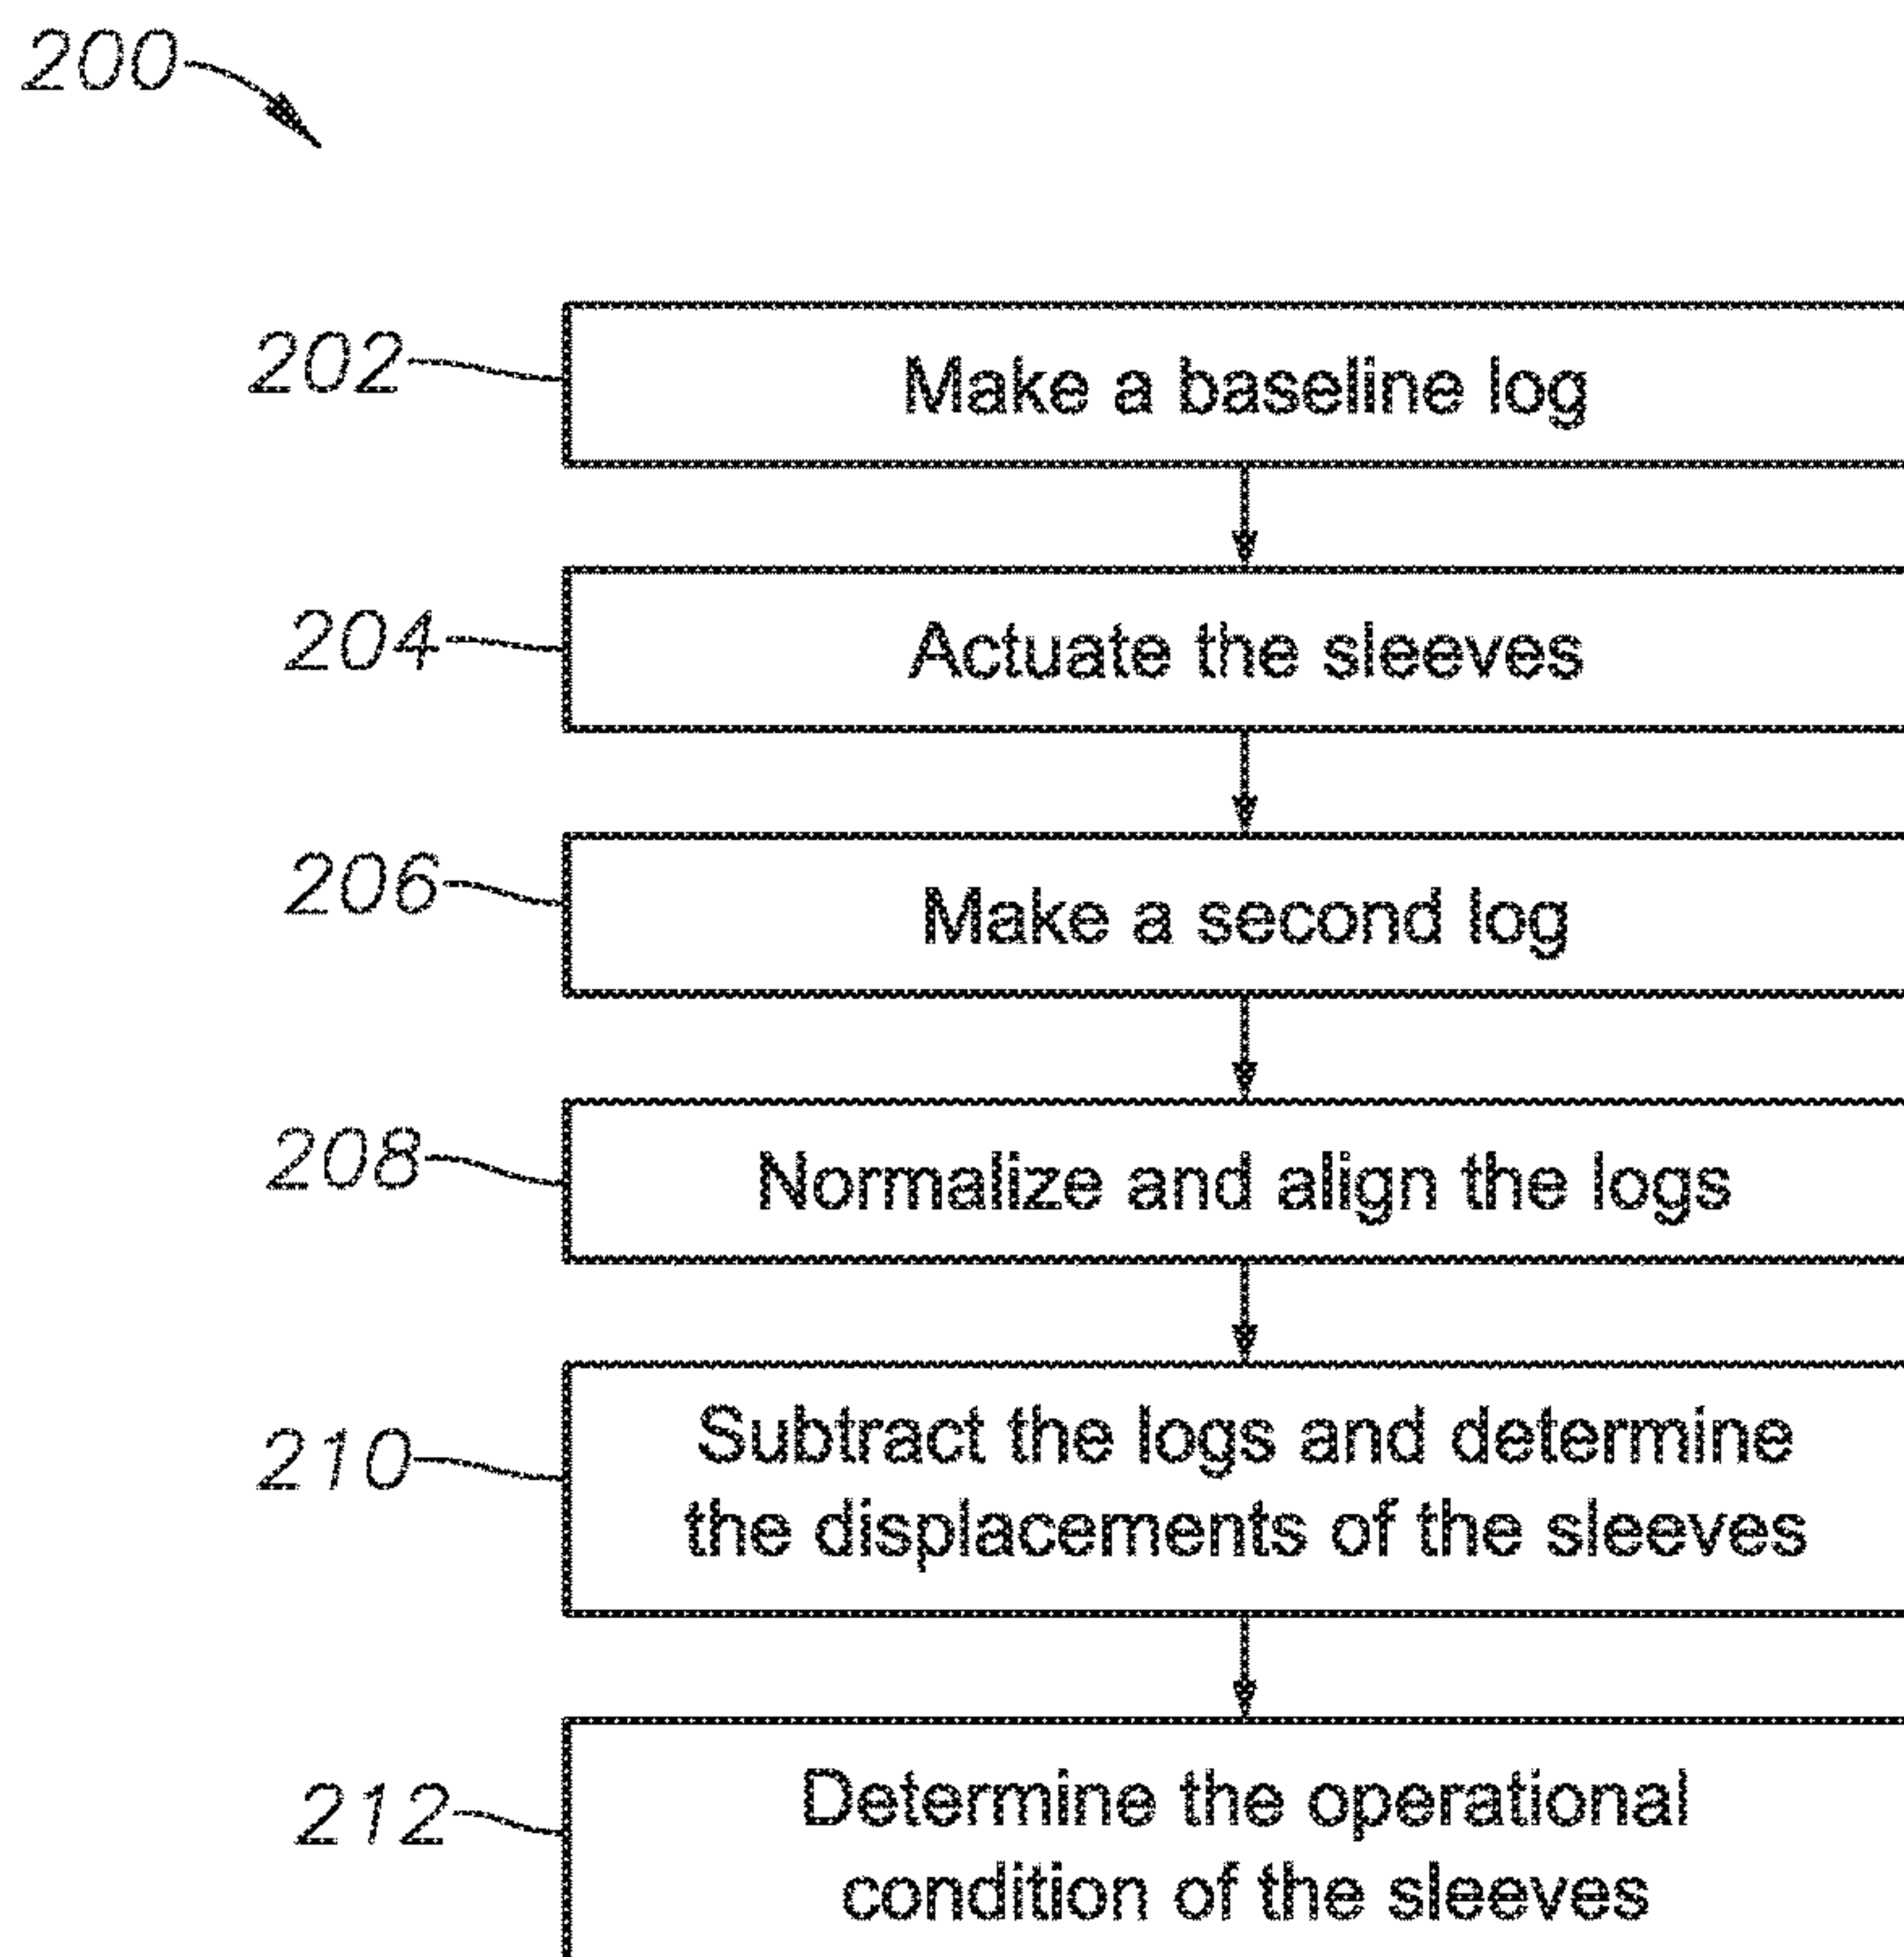 200
202
Make a baseline log
204
Actuate the sleeves
206
Make a second log
208
Normalize and align the logs
210
Subtract the logs and determine
the displacements of the sleeves
212
Determine the operational
condition of the sleeves